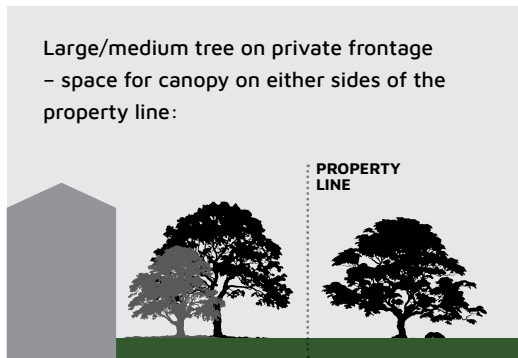 Large/medium tree on private frontage
– space for canopy on either sides of the
property line:
PROPERTY
LINE